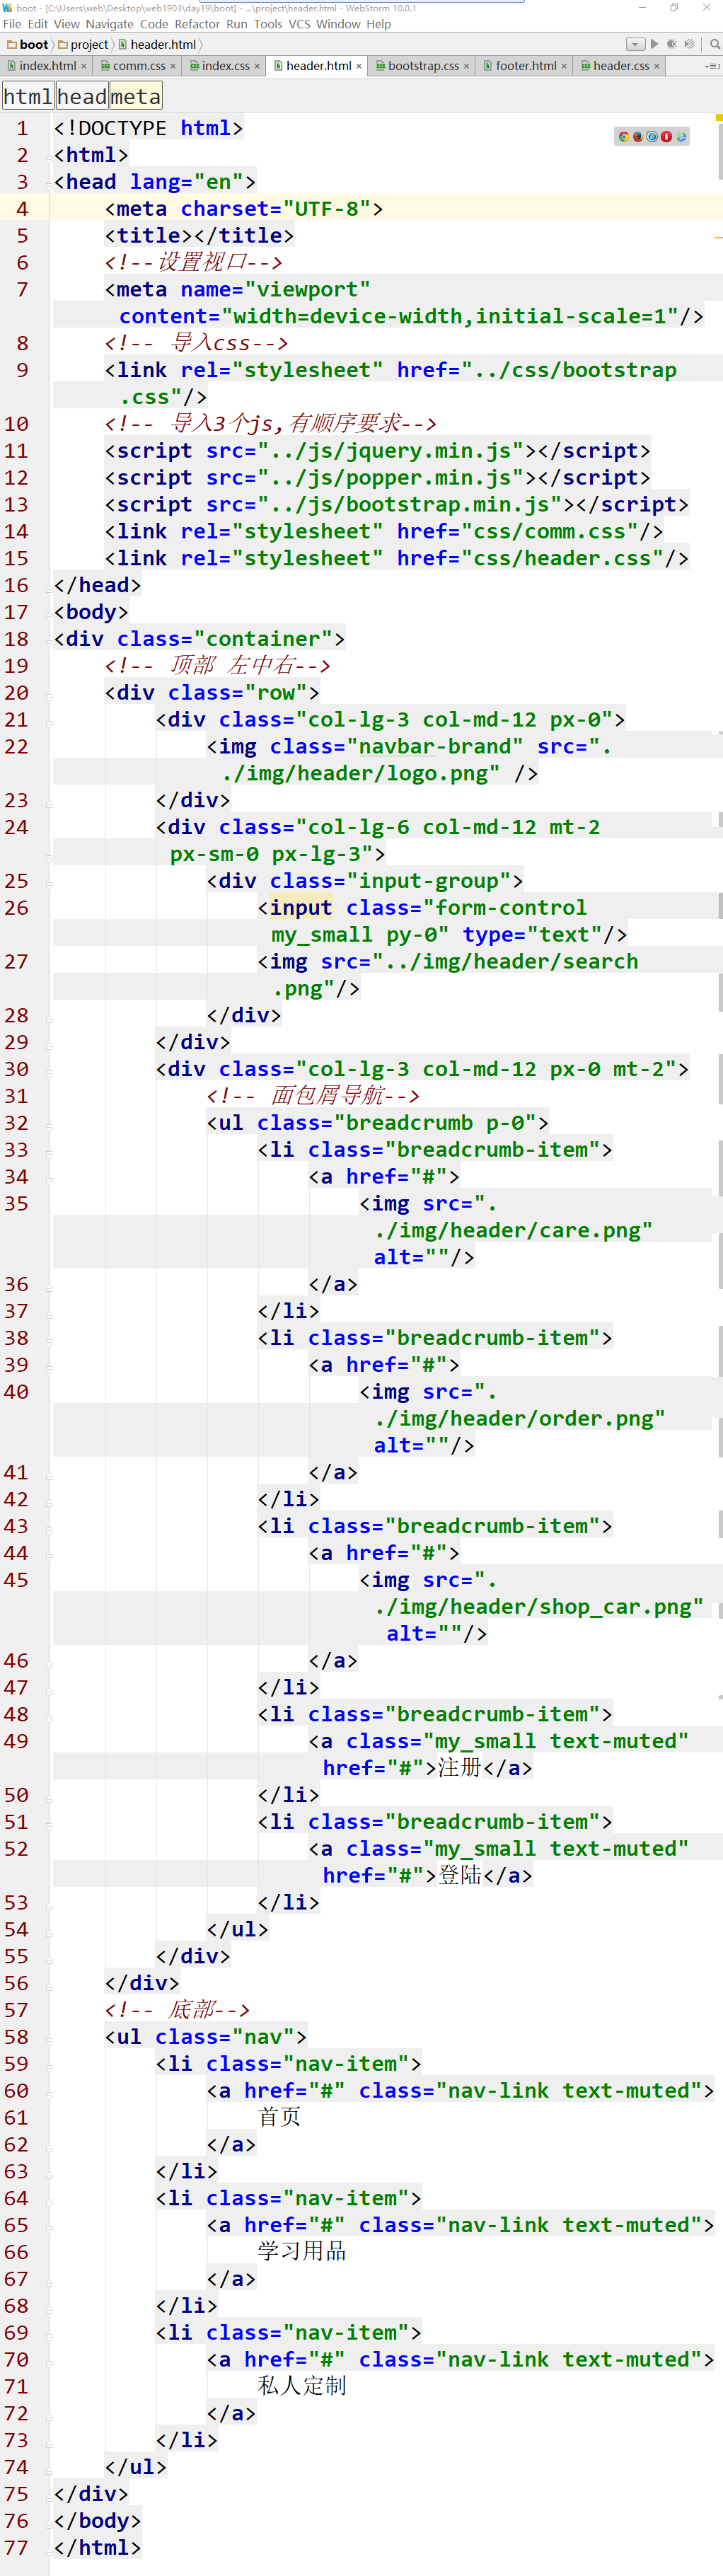 boot - [C:\Users\web\Desktop\web1903\day19\boot] - ...\project\header.html - WebStorm 10.0.1
File Edit View Navigate Code Refactor Run Tools VCS Window Help
boot project header.html
index.html × comm.css × index.css × header.html × bootstrap.css × footer.html × header.css ×
html head meta
1 <!DOCTYPE html>
2 <html>
3 <head lang="en">
4 <meta charset="UTF-8">
5 <title></title>
6 <!--设置视口-->
7 <meta name="viewport"
content="width=device-width,initial-scale=1"/>
8 <!-- 导入css-->
9 <link rel="stylesheet" href="../css/bootstrap
.css"/>
10 <!-- 导入3个js,有顺序要求-->
11 <script src="../js/jquery.min.js"></script>
12 <script src="../js/popper.min.js"></script>
13 <script src="../js/bootstrap.min.js"></script>
14 <link rel="stylesheet" href="css/comm.css"/>
15 <link rel="stylesheet" href="css/header.css"/>
16 </head>
17 <body>
18 <div class="container">
19 <!-- 顶部 左中右-->
20 <div class="row">
21 <div class="col-lg-3 col-md-12 px-0">
22 <img class="navbar-brand" src=".
./img/header/logo.png" />
23 </div>
24 <div class="col-lg-6 col-md-12 mt-2
px-sm-0 px-lg-3">
25 <div class="input-group">
26 <input class="form-control
my_small py-0" type="text"/>
27 <img src="../img/header/search
.png"/>
28 </div>
29 </div>
30 <div class="col-lg-3 col-md-12 px-0 mt-2">
31 <!-- 面包屑导航-->
32 <ul class="breadcrumb p-0">
33 <li class="breadcrumb-item">
34 <a href="#">
35 <img src=".
./img/header/care.png"
alt=""/>
36 </a>
37 </li>
38 <li class="breadcrumb-item">
39 <a href="#">
40 <img src=".
./img/header/order.png"
alt=""/>
41 </a>
42 </li>
43 <li class="breadcrumb-item">
44 <a href="#">
45 <img src=".
./img/header/shop_car.png"
alt=""/>
46 </a>
47 </li>
48 <li class="breadcrumb-item">
49 <a class="my_small text-muted"
href="#">注册</a>
50 </li>
51 <li class="breadcrumb-item">
52 <a class="my_small text-muted"
href="#">登陆</a>
53 </li>
54 </ul>
55 </div>
56 </div>
57 <!-- 底部-->
58 <ul class="nav">
59 <li class="nav-item">
60 <a href="#" class="nav-link text-muted">
61 首页
62 </a>
63 </li>
64 <li class="nav-item">
65 <a href="#" class="nav-link text-muted">
66 学习用品
67 </a>
68 </li>
69 <li class="nav-item">
70 <a href="#" class="nav-link text-muted">
71 私人定制
72 </a>
73 </li>
74 </ul>
75 </div>
76 </body>
77 </html>